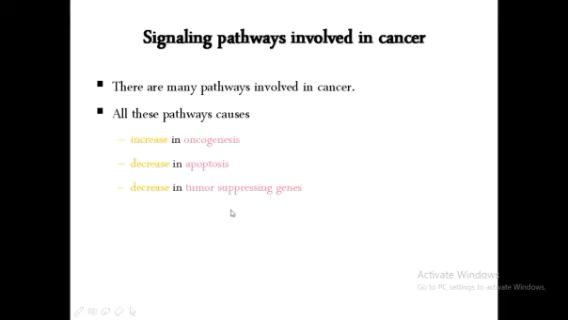 Signaling pathways involved in cancer
There are many pathways involved in cancer.
All these pathways causes
– increase in oncogenesis
– decrease in apoptosis
– decrease in tumor suppressing genes
Activate Windows
Go to PC settings to activate Windows.